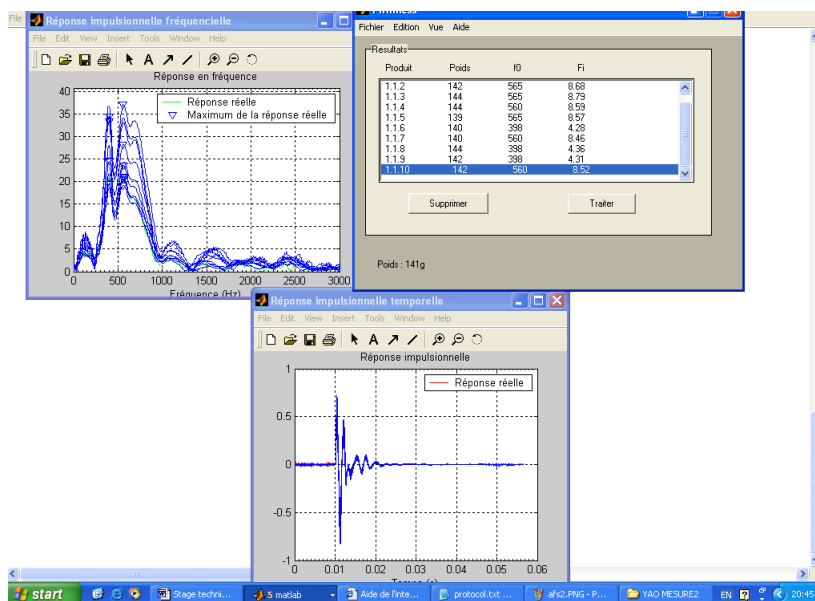 File
Réponse impulsionnelle fréquencielle
File Edit View Insert Tools Window Help
Réponse en fréquence
Réponse réelle
Maximum de la réponse réelle
40
35
30
25
20
15
10
5
0
0 500 1000 1500 2000 2500 3000
Fréquence (Hz)
Firmness
Fichier Edition Vue Aide
Resultats
Produit Poids f0 Fi
1.1.2 142 565 8.68
1.1.3 144 565 8.79
1.1.4 144 560 8.59
1.1.5 139 565 8.57
1.1.6 140 398 4.28
1.1.7 140 560 8.46
1.1.8 144 398 4.36
1.1.9 142 398 4.31
1.1.10 142 560 8.52
Supprimer Traiter
Poids : 141g
Réponse impulsionnelle temporelle
File Edit View Insert Tools Window Help
Réponse impulsionnelle
Réponse réelle
1
0.5
0
-0.5
-1
0 0.01 0.02 0.03 0.04 0.05 0.06
Temps (s)
start Stage techni... 5 matlab Aide de l'inte... protocol.txt ... afs2.PNG - P... YAO MESURE2 EN 20:45